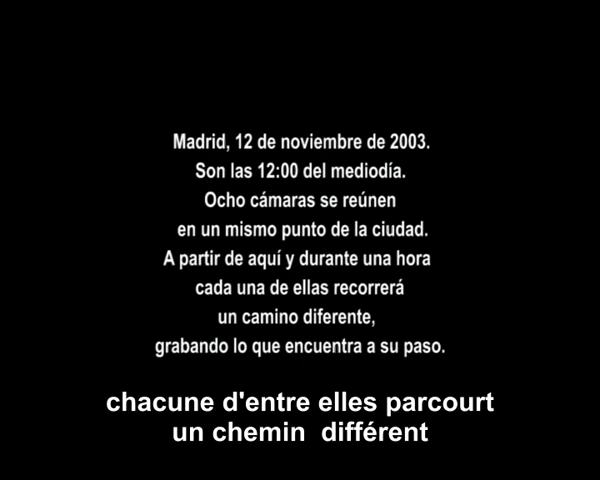 Madrid, 12 de noviembre de 2003.
Son las 12:00 del mediodía.
Ocho cámaras se reúnen
en un mismo punto de la ciudad.
A partir de aquí y durante una hora
cada una de ellas recorrerá
un camino diferente,
grabando lo que encuentra a su paso.
chacune d'entre elles parcourt
un chemin  différent